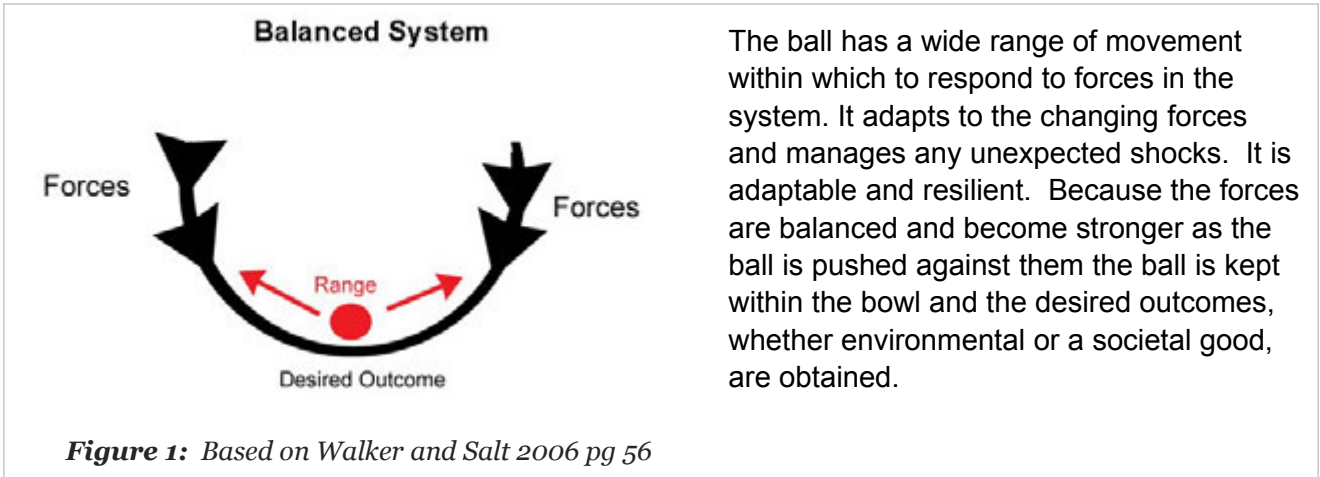 Balanced System
Forces
Forces
Range
Desired Outcome
Figure 1: Based on Walker and Salt 2006 pg 56
The ball has a wide range of movement
within which to respond to forces in the
system. It adapts to the changing forces
and manages any unexpected shocks.  It is
adaptable and resilient.  Because the forces
are balanced and become stronger as the
ball is pushed against them the ball is kept
within the bowl and the desired outcomes,
whether environmental or a societal good,
are obtained.